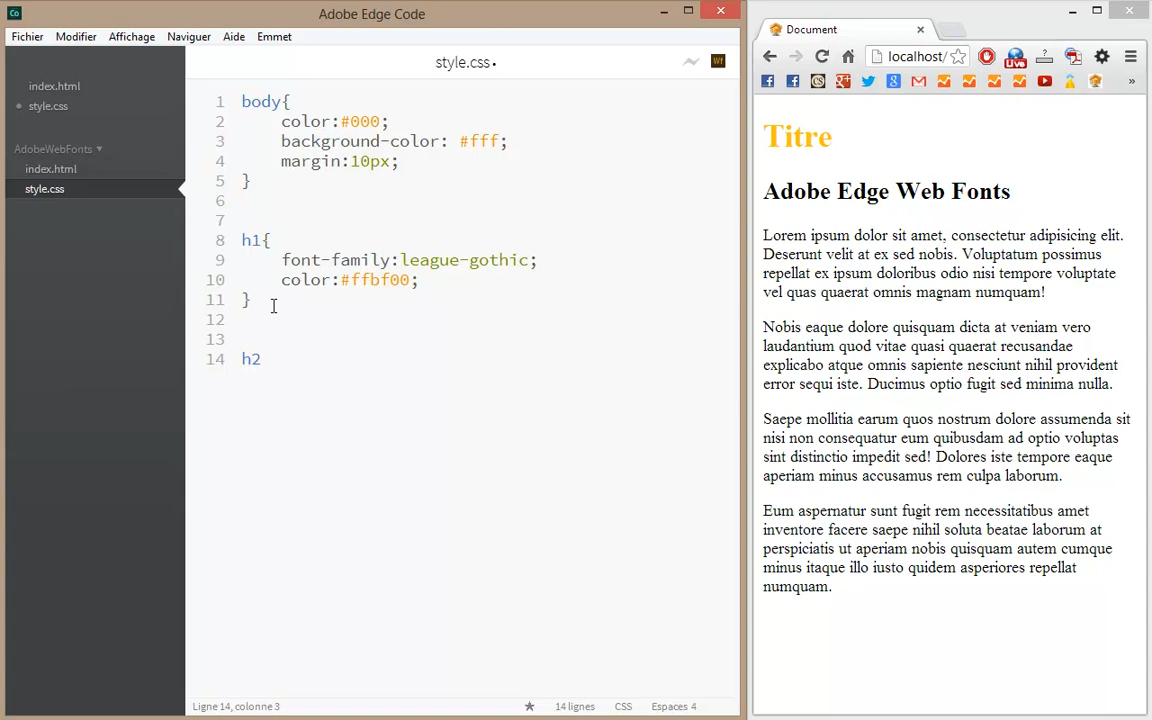 Co
Adobe Edge Code
Fichier Modifier Affichage Naviguer Aide Emmet
index.html
style.css
AdobeWebFonts
index.html
style.css
style.css•
Wf
1 body{
2 color:#000;
3 background-color: #fff;
4 margin:10px;
5 }
6
7
8 h1{
9 font-family:league-gothic;
10 color:#ffbf00;
11 }
12
13
14 h2
Ligne 14, colonne 3
14 lignes CSS Espaces 4
Document
localhost/
LIVE
Titre
Adobe Edge Web Fonts
Lorem ipsum dolor sit amet, consectetur adipisicing elit.
Deserunt velit at ex sed nobis. Voluptatum possimus
repellat ex ipsum doloribus odio nisi tempore voluptate
vel quas quaerat omnis magnam numquam!
Nobis eaque dolore quisquam dicta at veniam vero
laudantium quod vitae quasi quaerat recusandae
explicabo atque omnis sapiente nesciunt nihil provident
error sequi iste. Ducimus optio fugit sed minima nulla.
Saepe mollitia earum quos nostrum dolore assumenda sit
nisi non consequatur eum quibusdam ad optio voluptas
sint distinctio impedit sed! Dolores iste tempore eaque
aperiam minus accusamus rem culpa laborum.
Eum aspernatur sunt fugit rem necessitatibus amet
inventore facere saepe nihil soluta beatae laborum at
perspiciatis ut aperiam nobis quisquam autem cumque
minus itaque illo iusto quidem asperiores repellat
numquam.